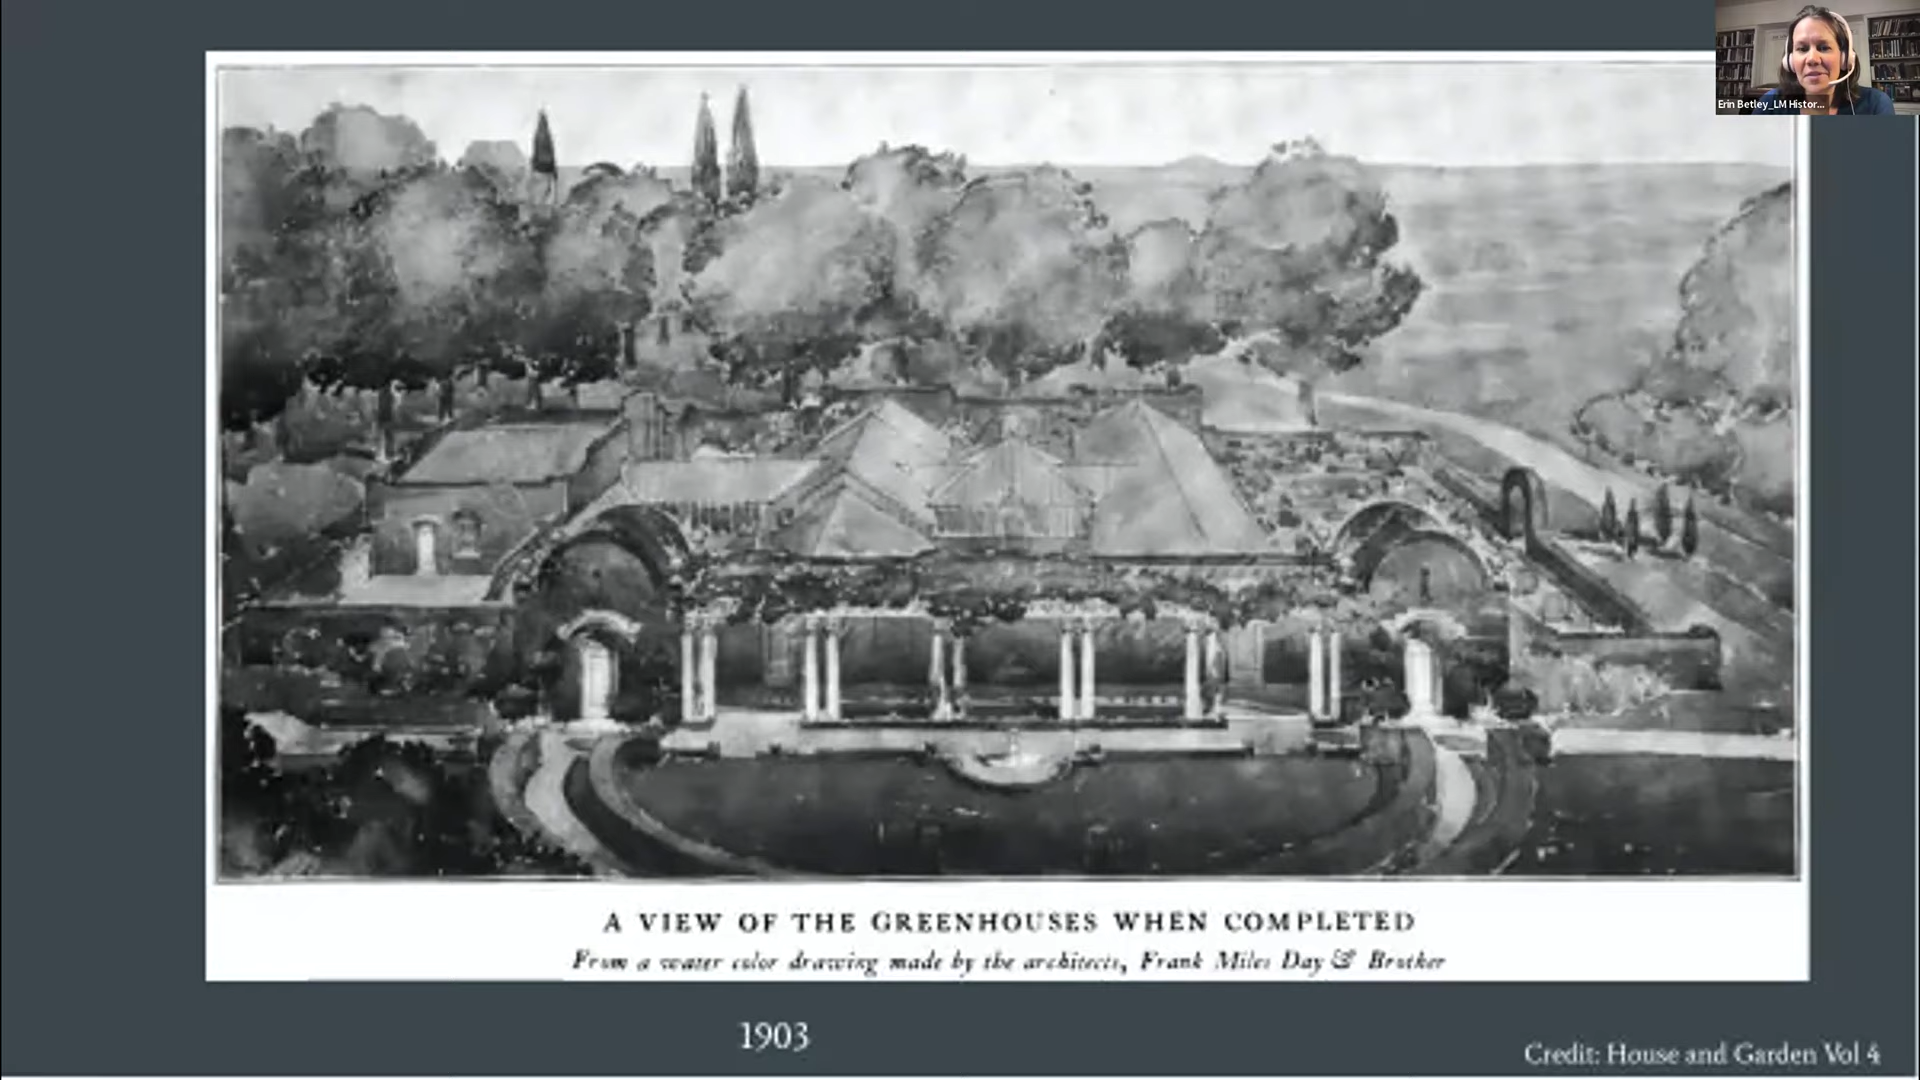 Erin Betley_LM Histor...
A VIEW OF THE GREENHOUSES WHEN COMPLETED
From a water color drawing made by the architects, Frank Miles Day & Brother
1903
Credit: House and Garden Vol 4